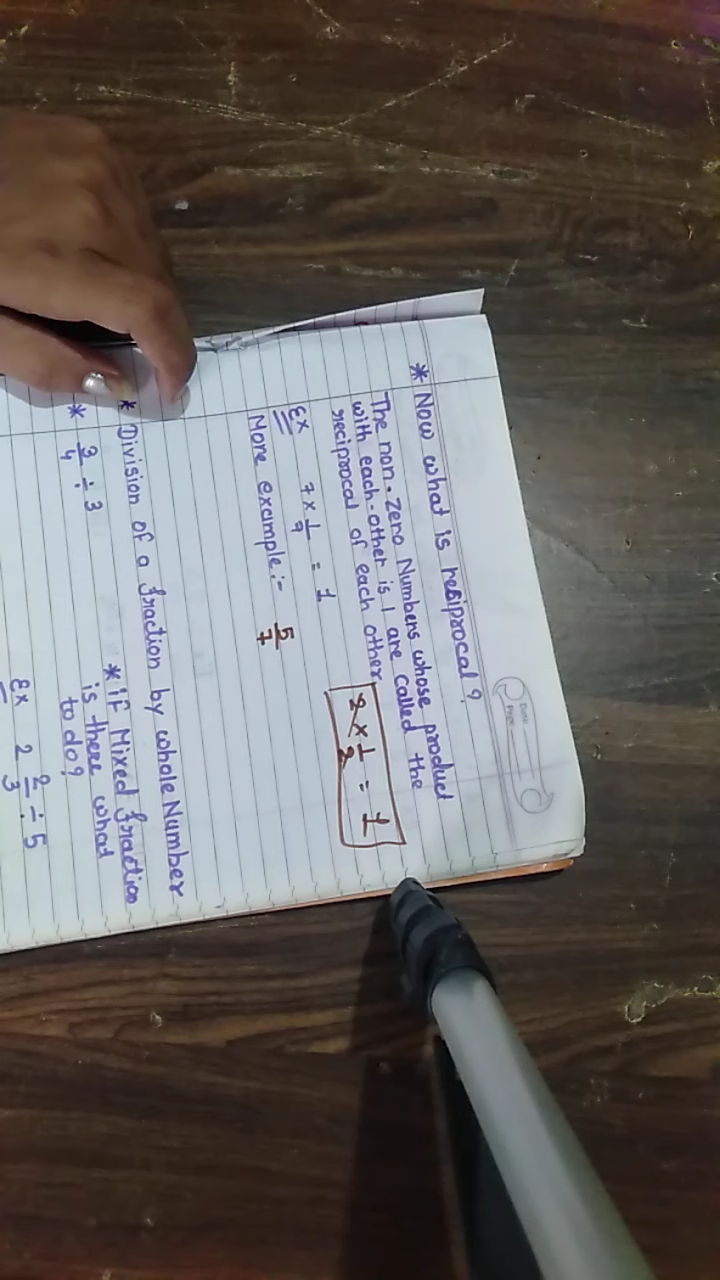 Date
Page
* Now what is reciprocal?
The non-zero Numbers whose product
with each-other is 1 are called the
reciprocal of each other
2 × 1/2 = 1
Ex 7 × 1/7 = 1
More example:- 5/7
* Division of a fraction by whole Number
* 3/4 ÷ 3
* if Mixed fraction
is there what
to do?
Ex 2 2/3 ÷ 5